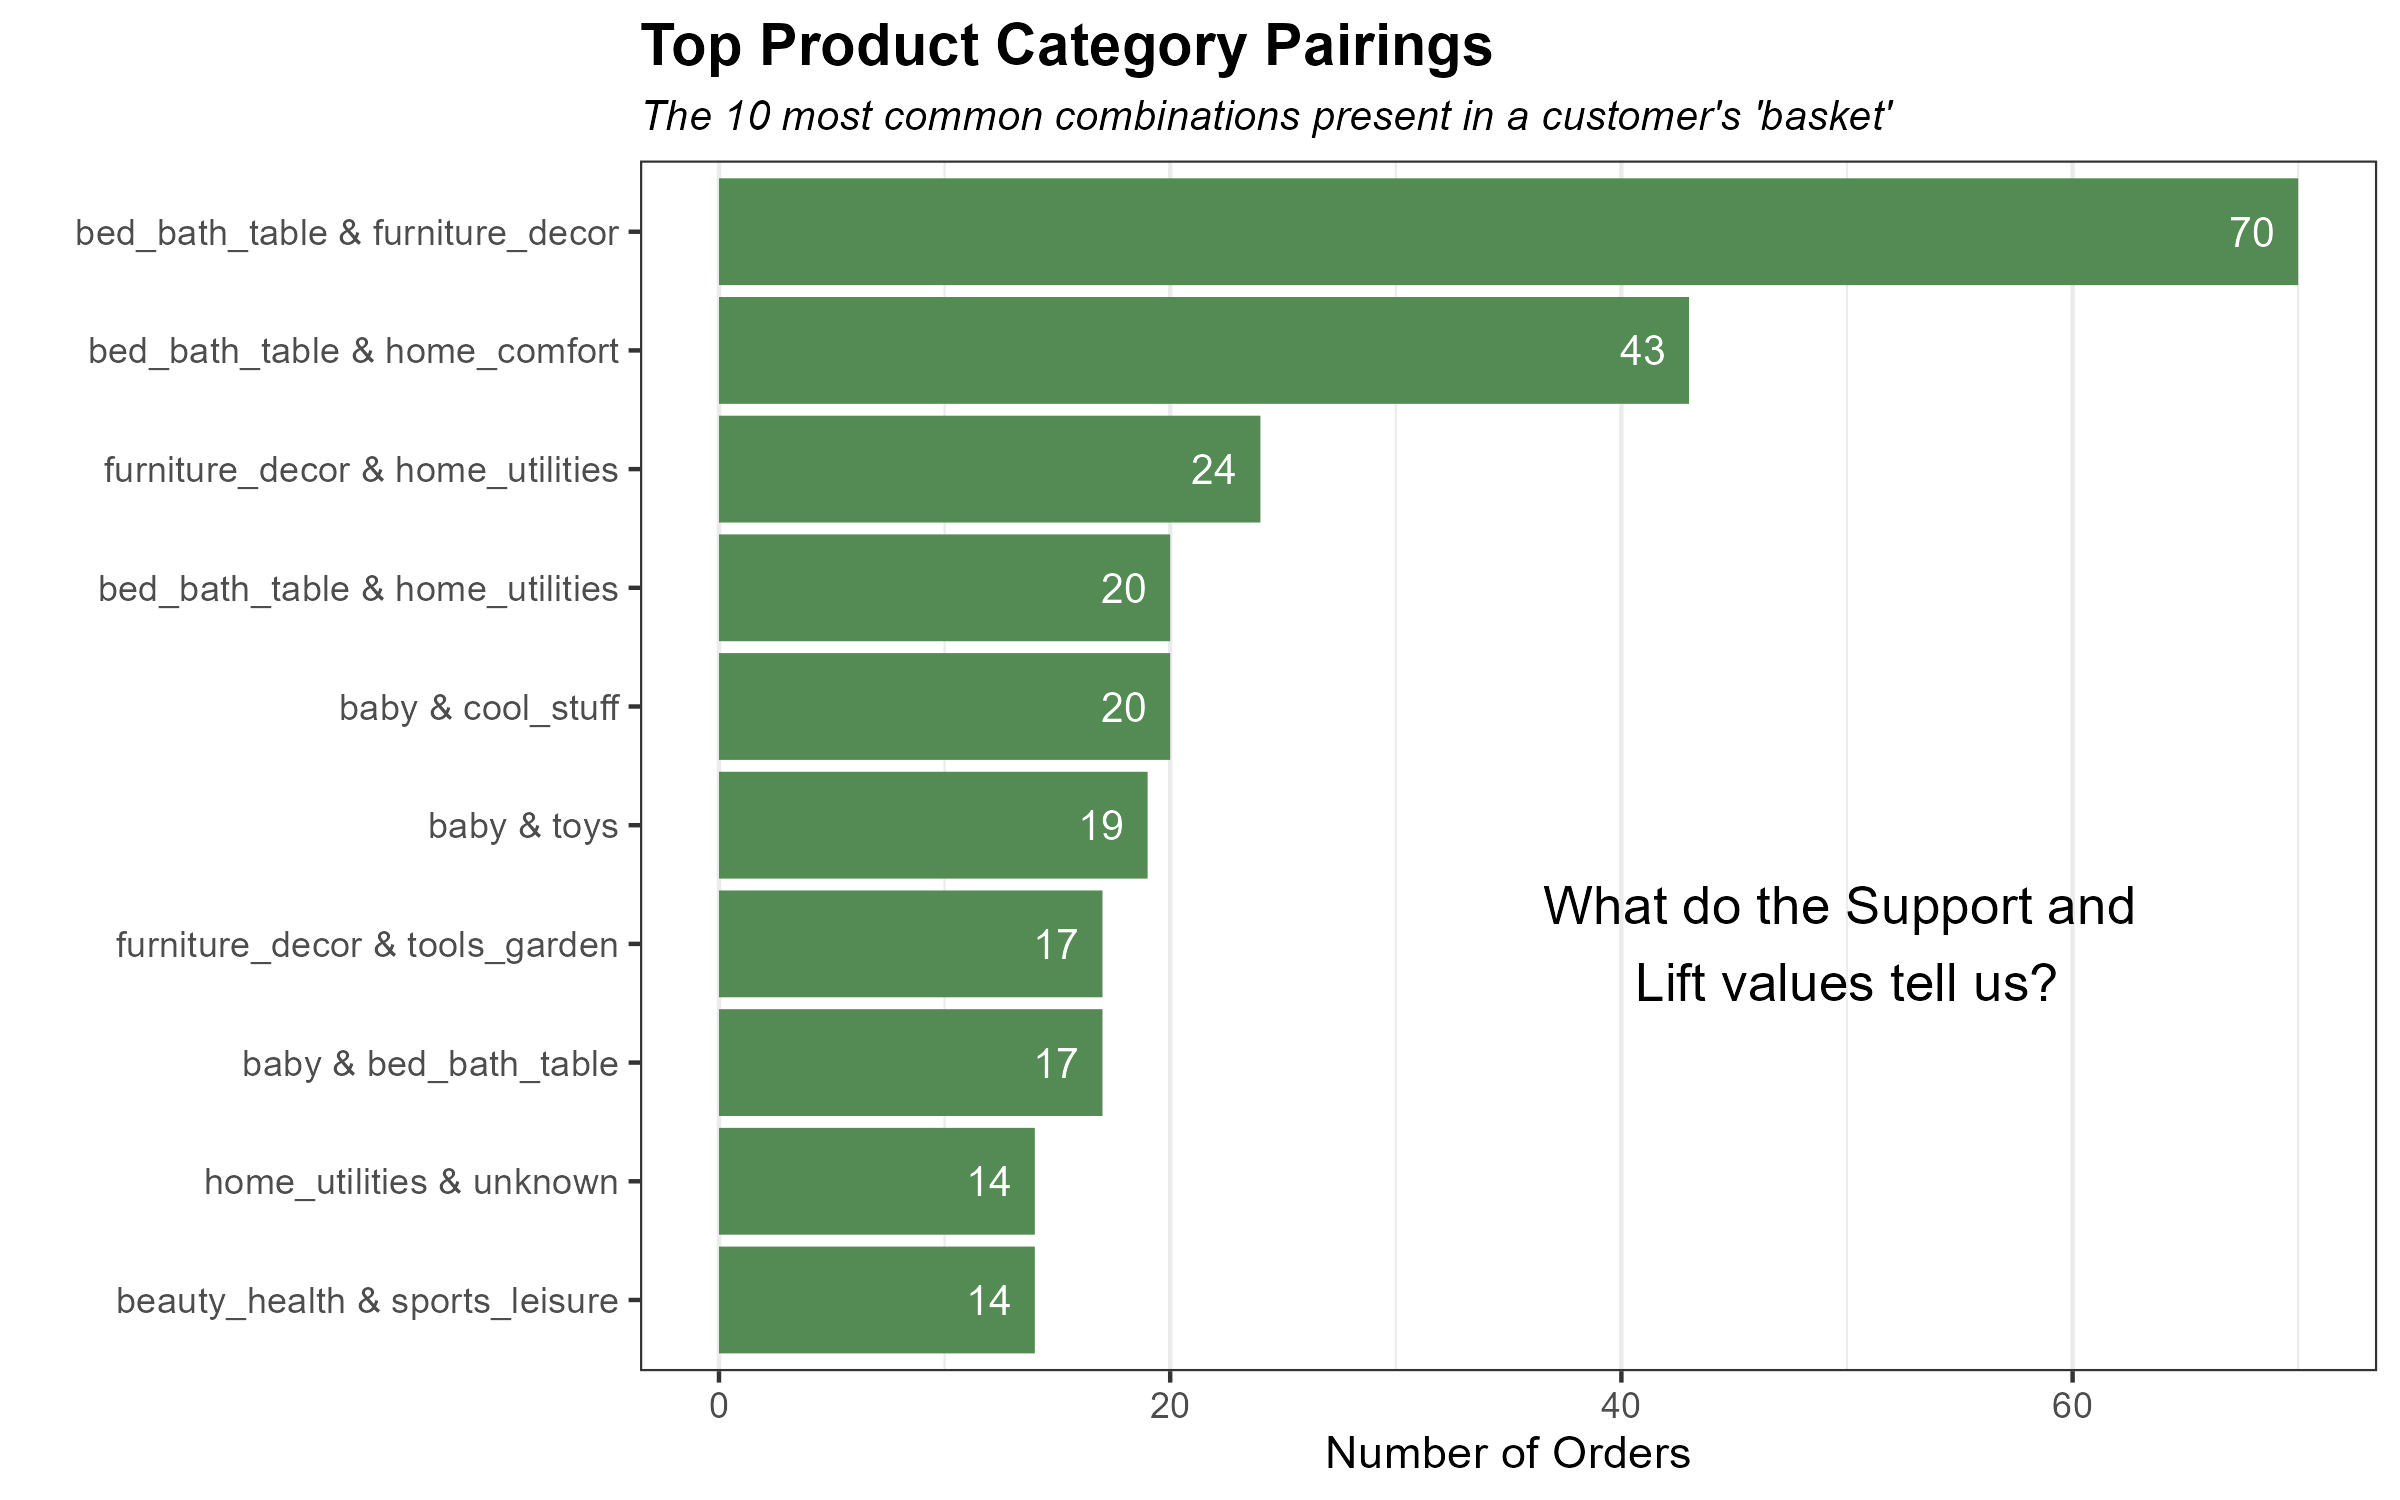 Top Product Category Pairings
The 10 most common combinations present in a customer's 'basket'
bed_bath_table & furniture_decor
70
bed_bath_table & home_comfort
43
furniture_decor & home_utilities
24
bed_bath_table & home_utilities
20
baby & cool_stuff
20
baby & toys
19
furniture_decor & tools_garden
17
baby & bed_bath_table
17
home_utilities & unknown
14
beauty_health & sports_leisure
14
What do the Support and
Lift values tell us?
0 20 40 60
Number of Orders